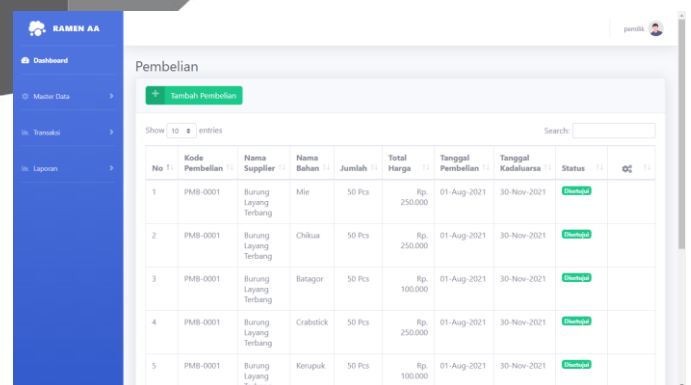 RAMEN AA
pemilik
Dashboard
Pembelian
Master Data
+ Tambah Pembelian
Transaksi
Show 10 entries
Search:
Laporan
No Kode Pembelian Nama Supplier Nama Bahan Jumlah Total Harga Tanggal Pembelian Tanggal Kadaluarsa Status
1 PMB-0001 Burung Layang Terbang Mie 50 Pcs Rp. 250.000 01-Aug-2021 30-Nov-2021 Disetujui
2 PMB-0001 Burung Layang Terbang Chikua 50 Pcs Rp. 250.000 01-Aug-2021 30-Nov-2021 Disetujui
3 PMB-0001 Burung Layang Terbang Batagor 50 Pcs Rp. 100.000 01-Aug-2021 30-Nov-2021 Disetujui
4 PMB-0001 Burung Layang Terbang Crabstick 50 Pcs Rp. 250.000 01-Aug-2021 30-Nov-2021 Disetujui
5 PMB-0001 Burung Layang Kerupuk 50 Pcs Rp. 100.000 01-Aug-2021 30-Nov-2021 Disetujui